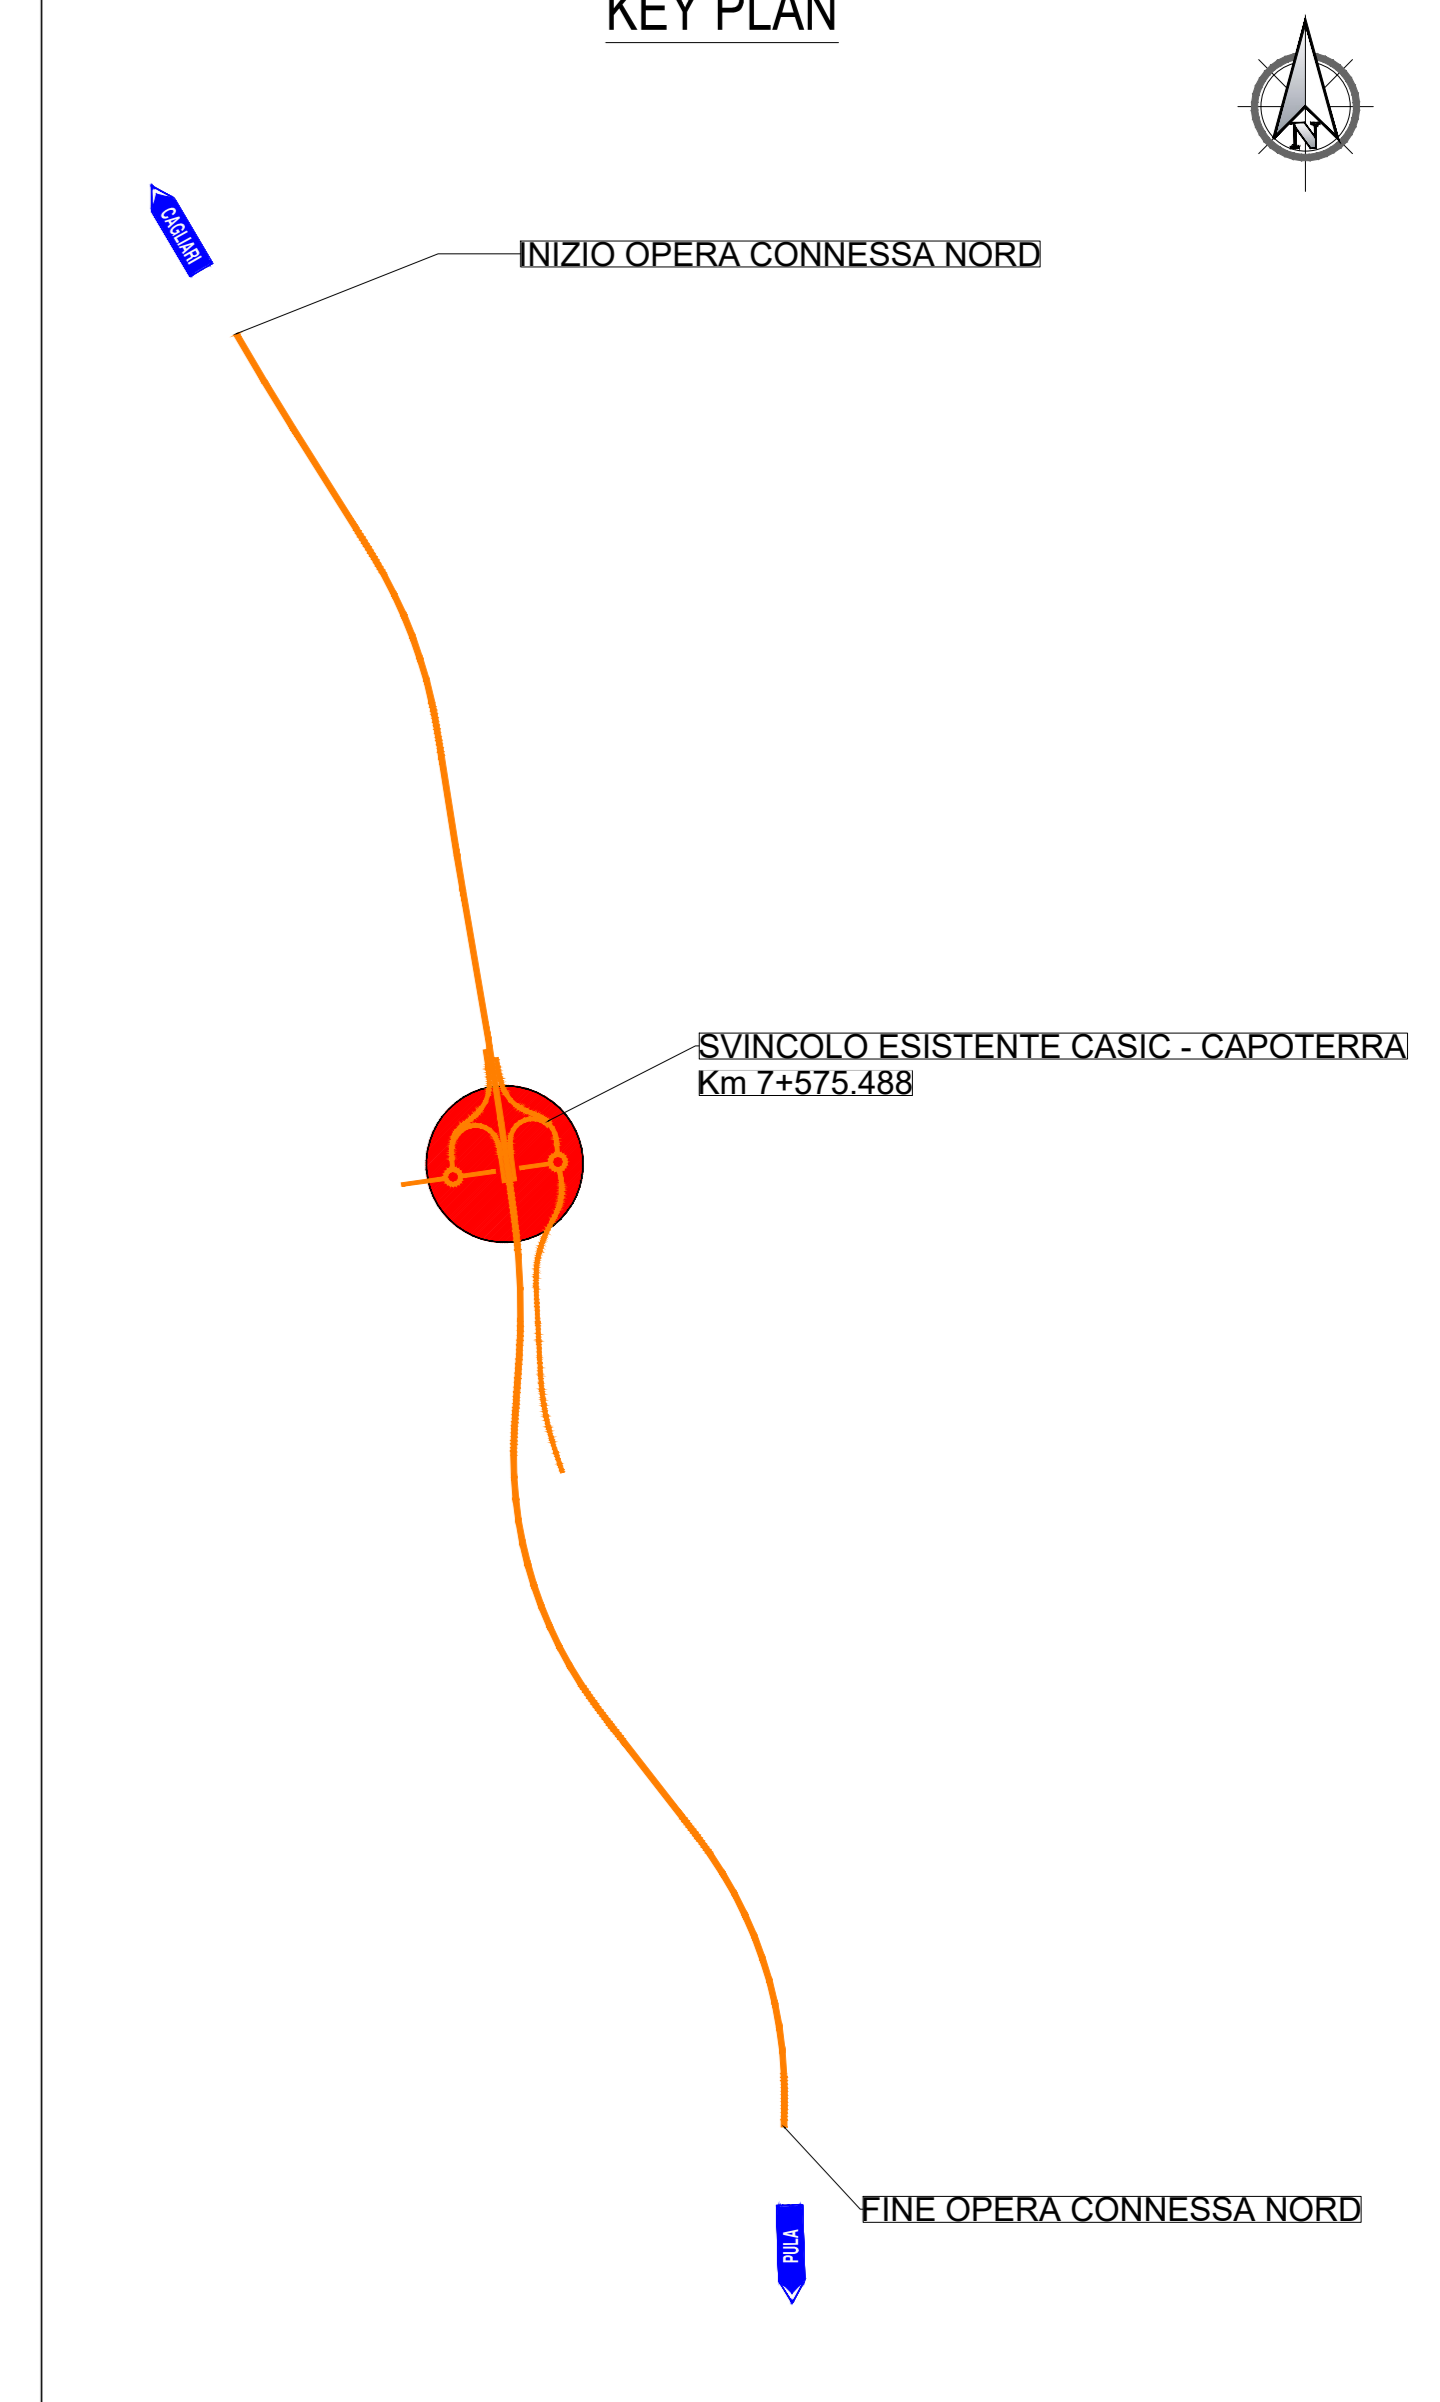 KEY PLAN
N
CAGLIARI
INIZIO OPERA CONNESSA NORD
SVINCOLO ESISTENTE CASIC - CAPOTERRA
Km 7+575.488
FINE OPERA CONNESSA NORD
PULA